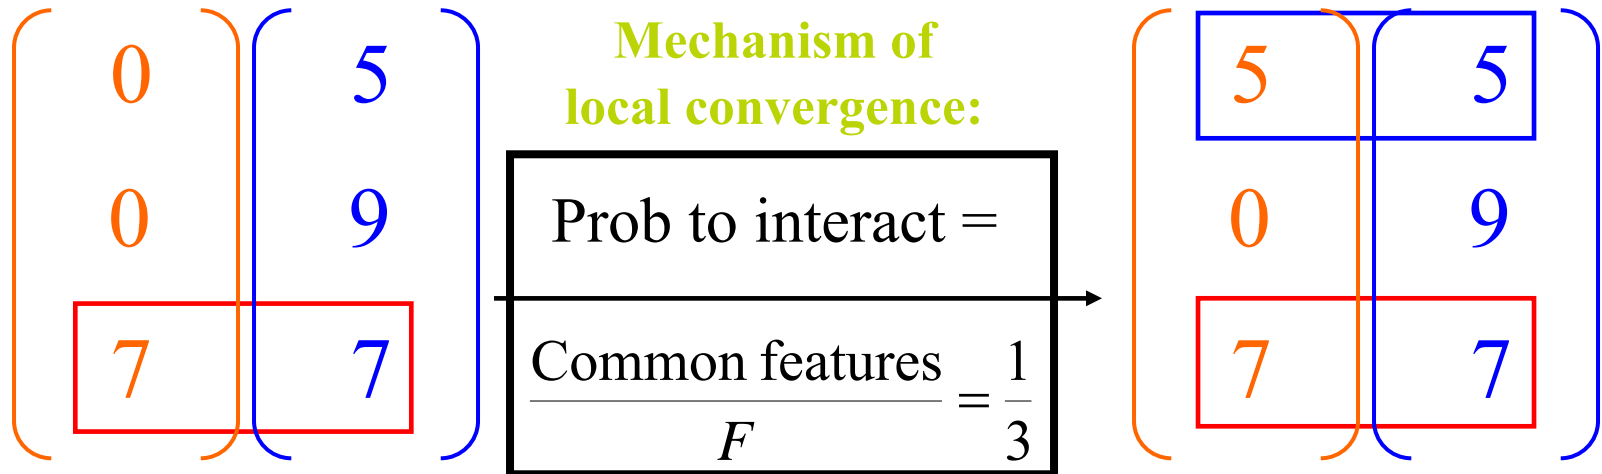 0 5 Mechanism of 5 5
local convergence:
0 9 Prob to interact = 0 9
7 7 Common features / F = 1 / 3 7 7